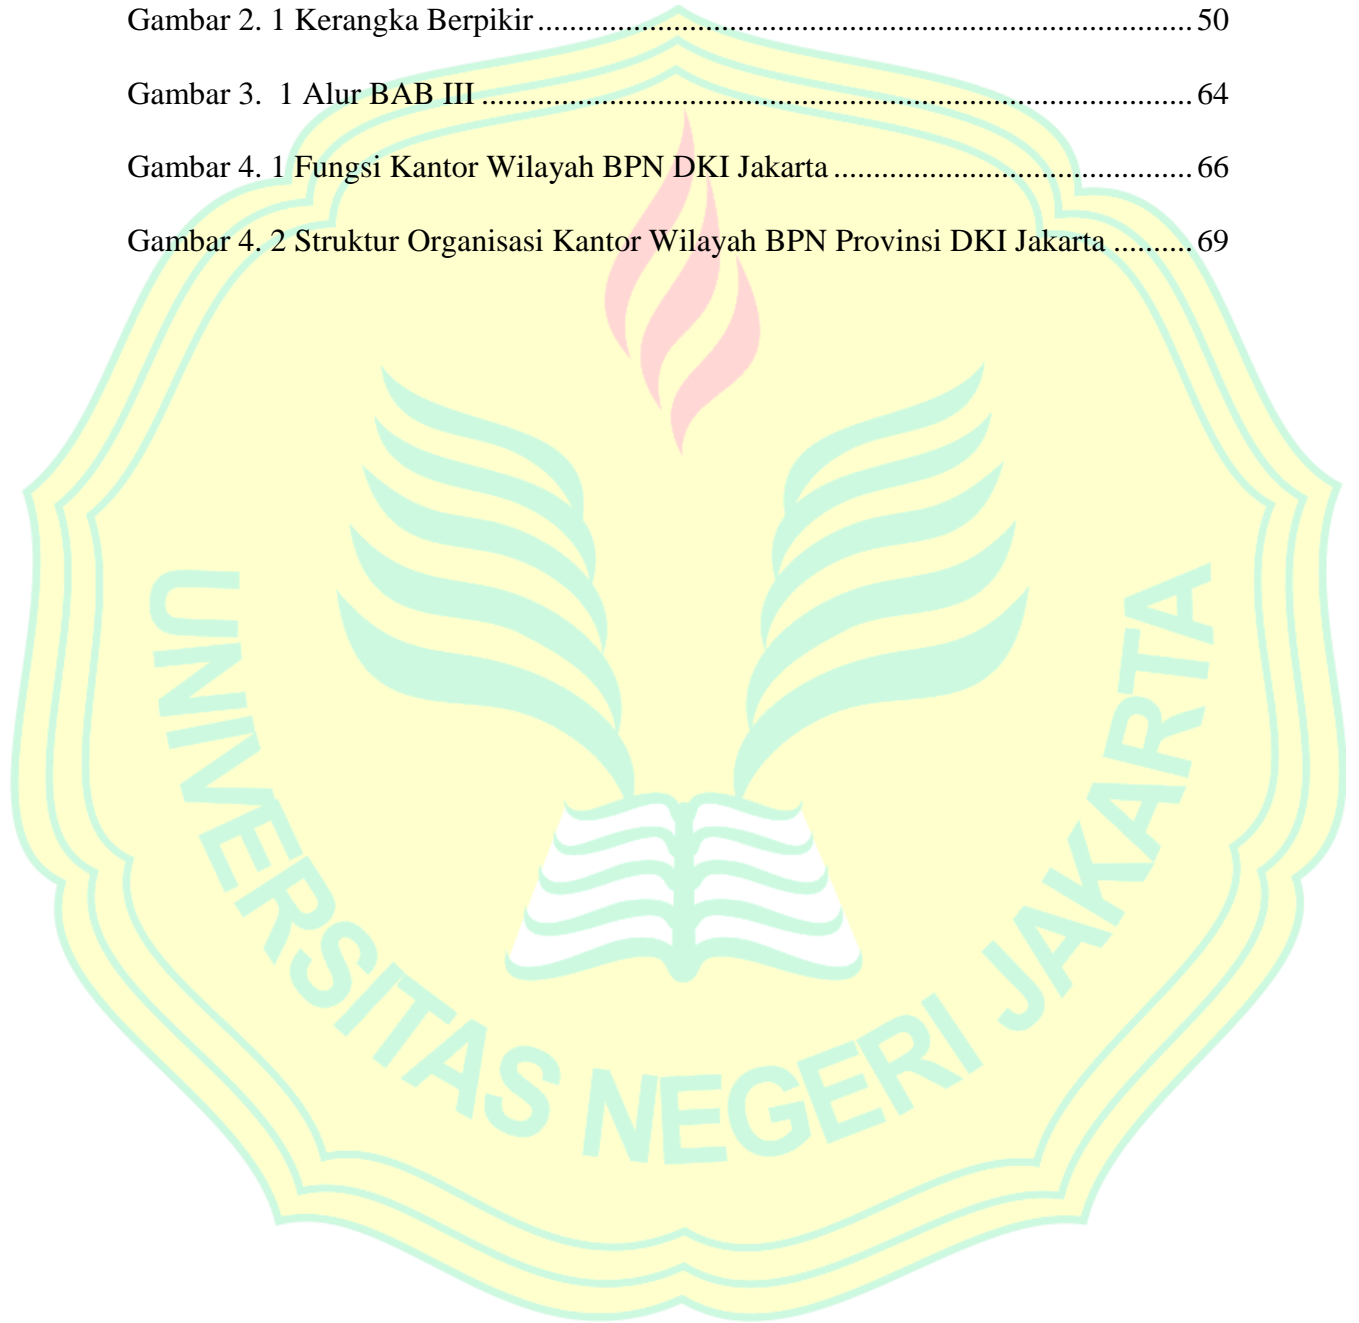 Gambar 2. 1 Kerangka Berpikir .................................................................................. 50
Gambar 3.  1 Alur BAB III ......................................................................................... 64
Gambar 4. 1 Fungsi Kantor Wilayah BPN DKI Jakarta ............................................. 66
Gambar 4. 2 Struktur Organisasi Kantor Wilayah BPN Provinsi DKI Jakarta .......... 69
UNIVERSITAS NEGERI JAKARTA